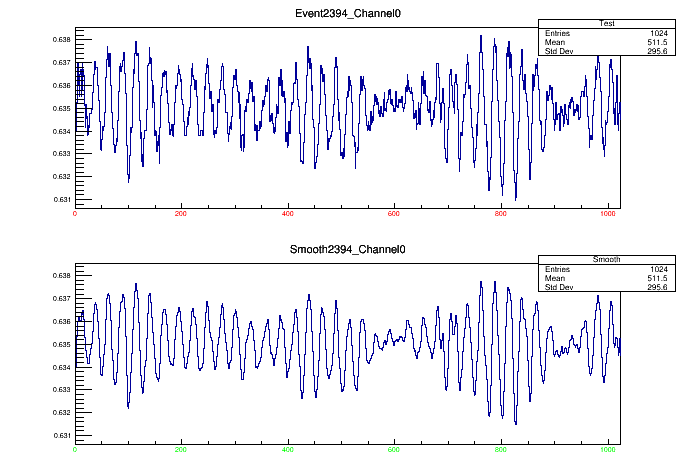 Event2394_Channel0
Test
Entries 1024
Mean 511.5
Std Dev 295.6
0.638
0.637
0.636
0.635
0.634
0.633
0.632
0.631
0 200 400 600 800 1000
Smooth2394_Channel0
Smooth
Entries 1024
Mean 511.5
Std Dev 295.6
0.638
0.637
0.636
0.635
0.634
0.633
0.632
0.631
0 200 400 600 800 1000